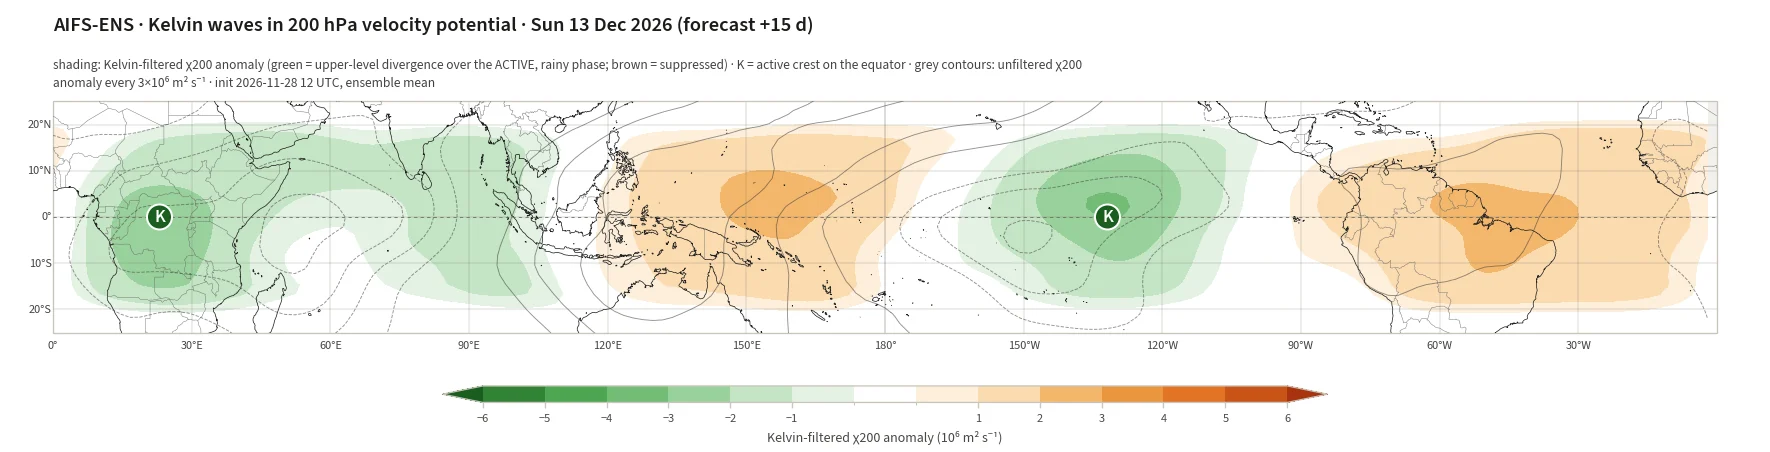 AIFS-ENS · Kelvin waves in 200 hPa velocity potential · Sun 13 Dec 2026 (forecast +15 d)
shading: Kelvin-filtered χ200 anomaly (green = upper-level divergence over the ACTIVE, rainy phase; brown = suppressed) · K = active crest on the equator · grey contours: unfiltered χ200
anomaly every 3×10⁶ m² s⁻¹ · init 2026-11-28 12 UTC, ensemble mean
20°N
10°N
0°
10°S
20°S
K K
0° 30°E 60°E 90°E 120°E 150°E 180° 150°W 120°W 90°W 60°W 30°W
−6 −5 −4 −3 −2 −1 1 2 3 4 5 6
Kelvin-filtered χ200 anomaly (10⁶ m² s⁻¹)